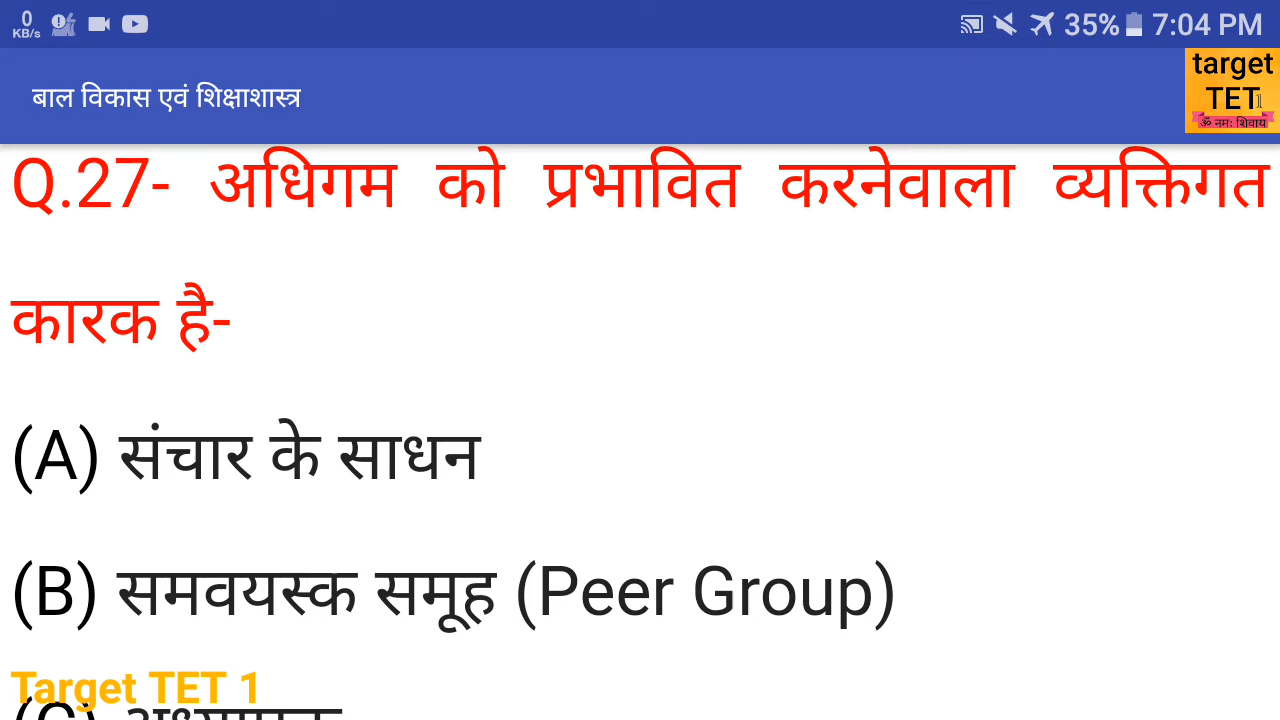 0
KB/s
35% 7:04 PM
बाल विकास एवं शिक्षाशास्त्र
target
TET1
ॐ नमः शिवाय
Q.27- अधिगम को प्रभावित करनेवाला व्यक्तिगत
कारक है-
(A) संचार के साधन
(B) समवयस्क समूह (Peer Group)
Target TET 1